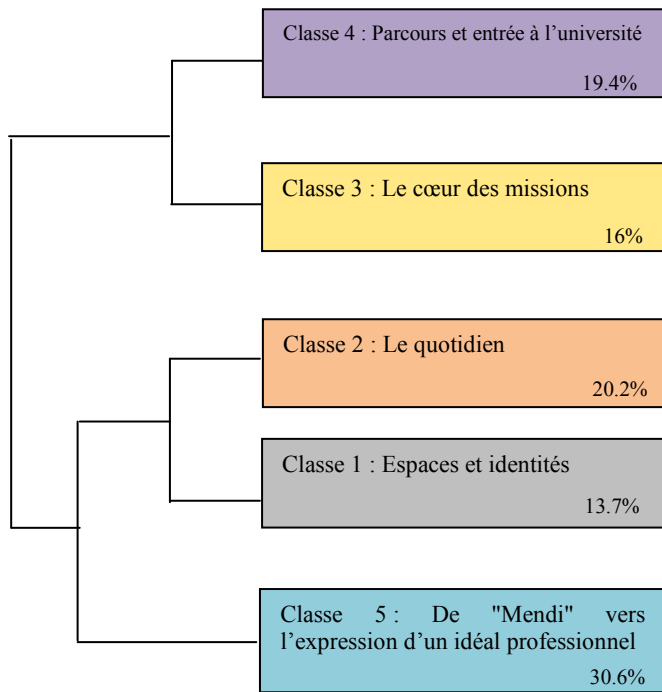 Classe 4 : Parcours et entrée à l’université
19.4%
Classe 3 : Le cœur des missions
16%
Classe 2 : Le quotidien
20.2%
Classe 1 : Espaces et identités
13.7%
Classe 5 : De "Mendi" vers
l’expression d’un idéal professionnel
30.6%